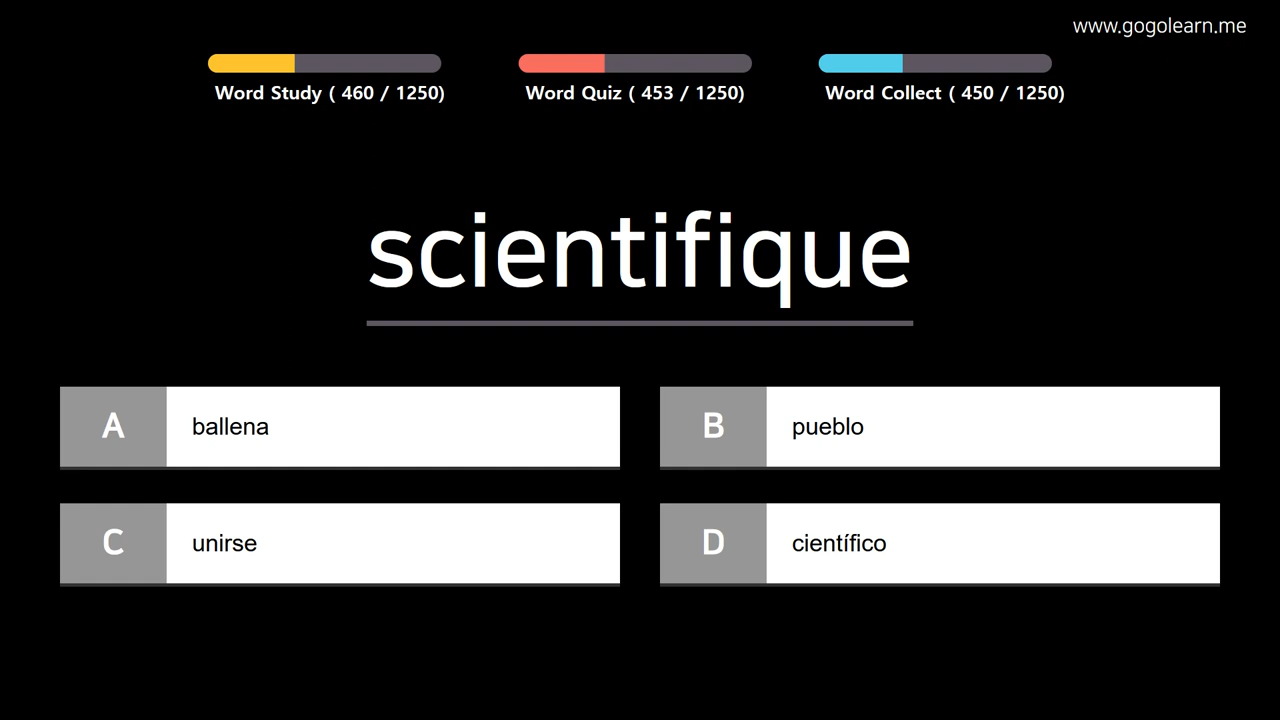 www.gogolearn.me
Word Study ( 460 / 1250)
Word Quiz ( 453 / 1250)
Word Collect ( 450 / 1250)
scientifique
A ballena
B pueblo
C unirse
D científico